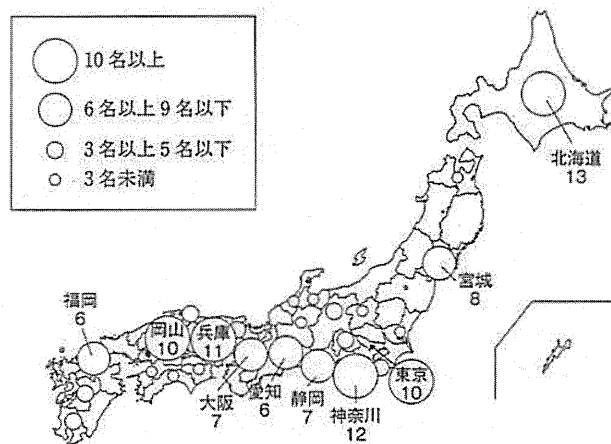 10名以上
6名以上9名以下
3名以上5名以下
3名未満
北海道
13
宮城
8
福岡
6
岡山
10
兵庫
11
大阪
7
愛知
6
静岡
7
神奈川
12
東京
10